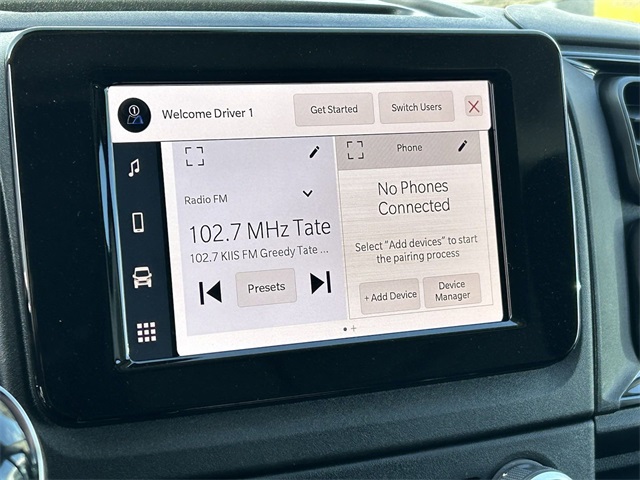 1
Welcome Driver 1
Get Started
Switch Users
Radio FM
102.7 MHz Tate
102.7 KIIS FM Greedy Tate ...
Presets
Phone
No Phones
Connected
Select "Add devices" to start
the pairing process
+ Add Device
Device
Manager